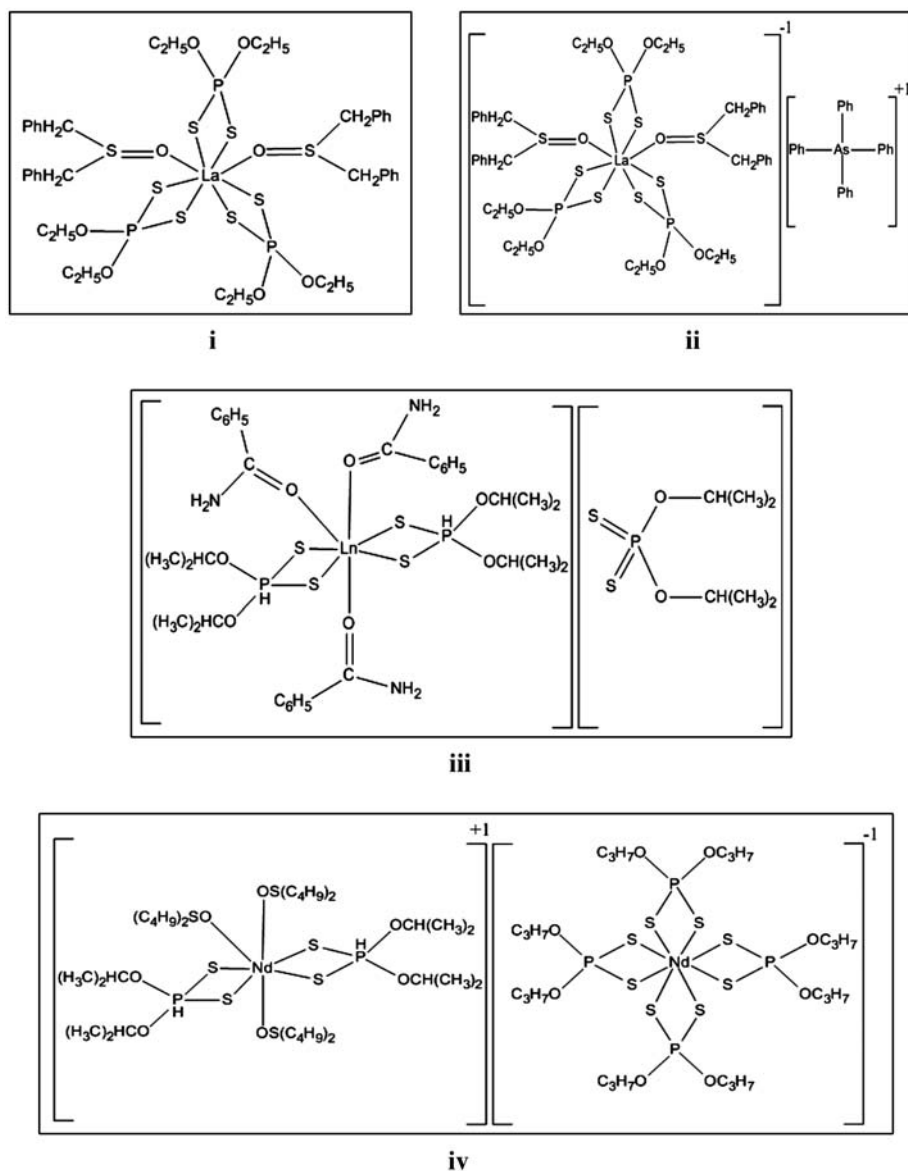 C₂H₅O OC₂H₅
P
PhH₂C S S CH₂Ph
S O O S
PhH₂C La CH₂Ph
S S
P S S
C₂H₅O P
C₂H₅O C₂H₅O OC₂H₅
i
-1
C₂H₅O OC₂H₅
P
PhH₂C S S CH₂Ph
S O O S
PhH₂C La CH₂Ph
S S
P S S
C₂H₅O P
C₂H₅O C₂H₅O OC₂H₅
+1
Ph
Ph As Ph
Ph
ii
C₆H₅ NH₂
C O C
H₂N O C₆H₅
S H OCH(CH₃)₂
P
Ln S OCH(CH₃)₂
(H₃C)₂HCO S
P S
H
(H₃C)₂HCO O
C
C₆H₅ NH₂
O CH(CH₃)₂
S P
S O CH(CH₃)₂
iii
+1
OS(C₄H₉)₂
(C₄H₉)₂SO
S H OCH(CH₃)₂
P
(H₃C)₂HCO S Nd S OCH(CH₃)₂
P S
H
(H₃C)₂HCO OS(C₄H₉)₂
-1
C₃H₇O OC₃H₇
P
C₃H₇O S S OC₃H₇
S S
P Nd P
S S
C₃H₇O S S OC₃H₇
P
C₃H₇O OC₃H₇
iv